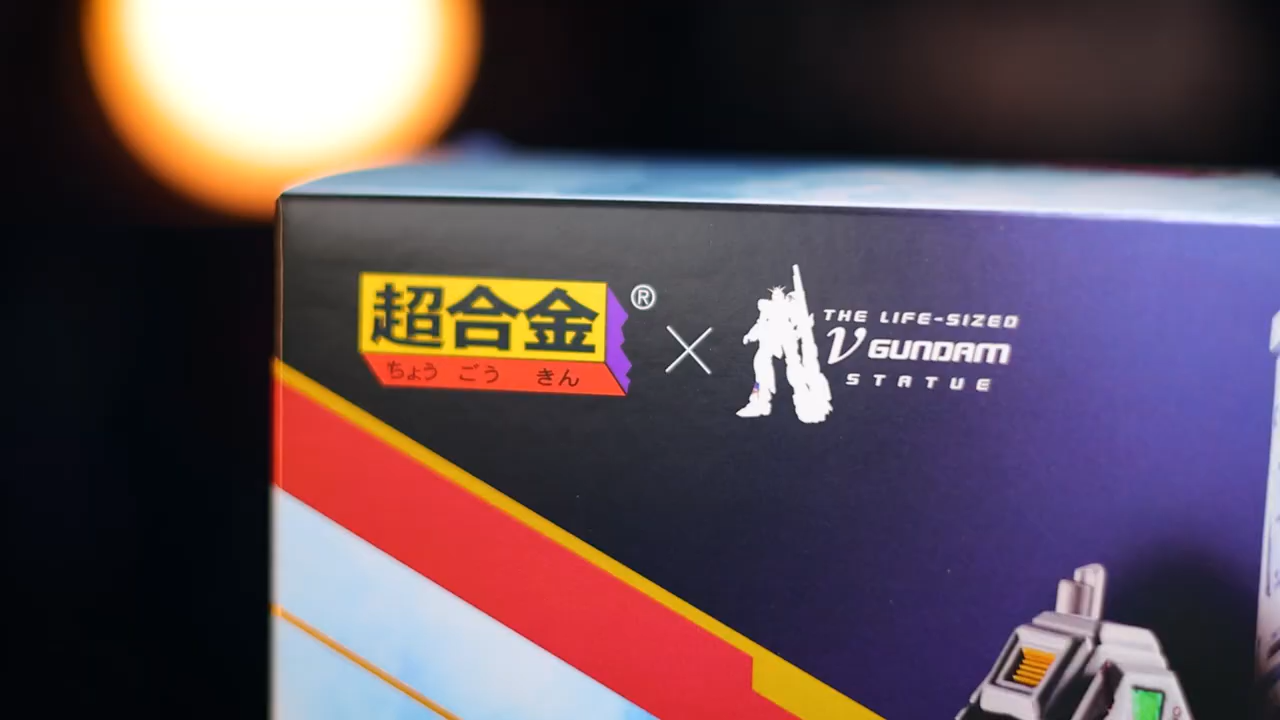 超合金®
ちょう ごう きん
×
THE LIFE-SIZED
ν GUNDAM
STATUE